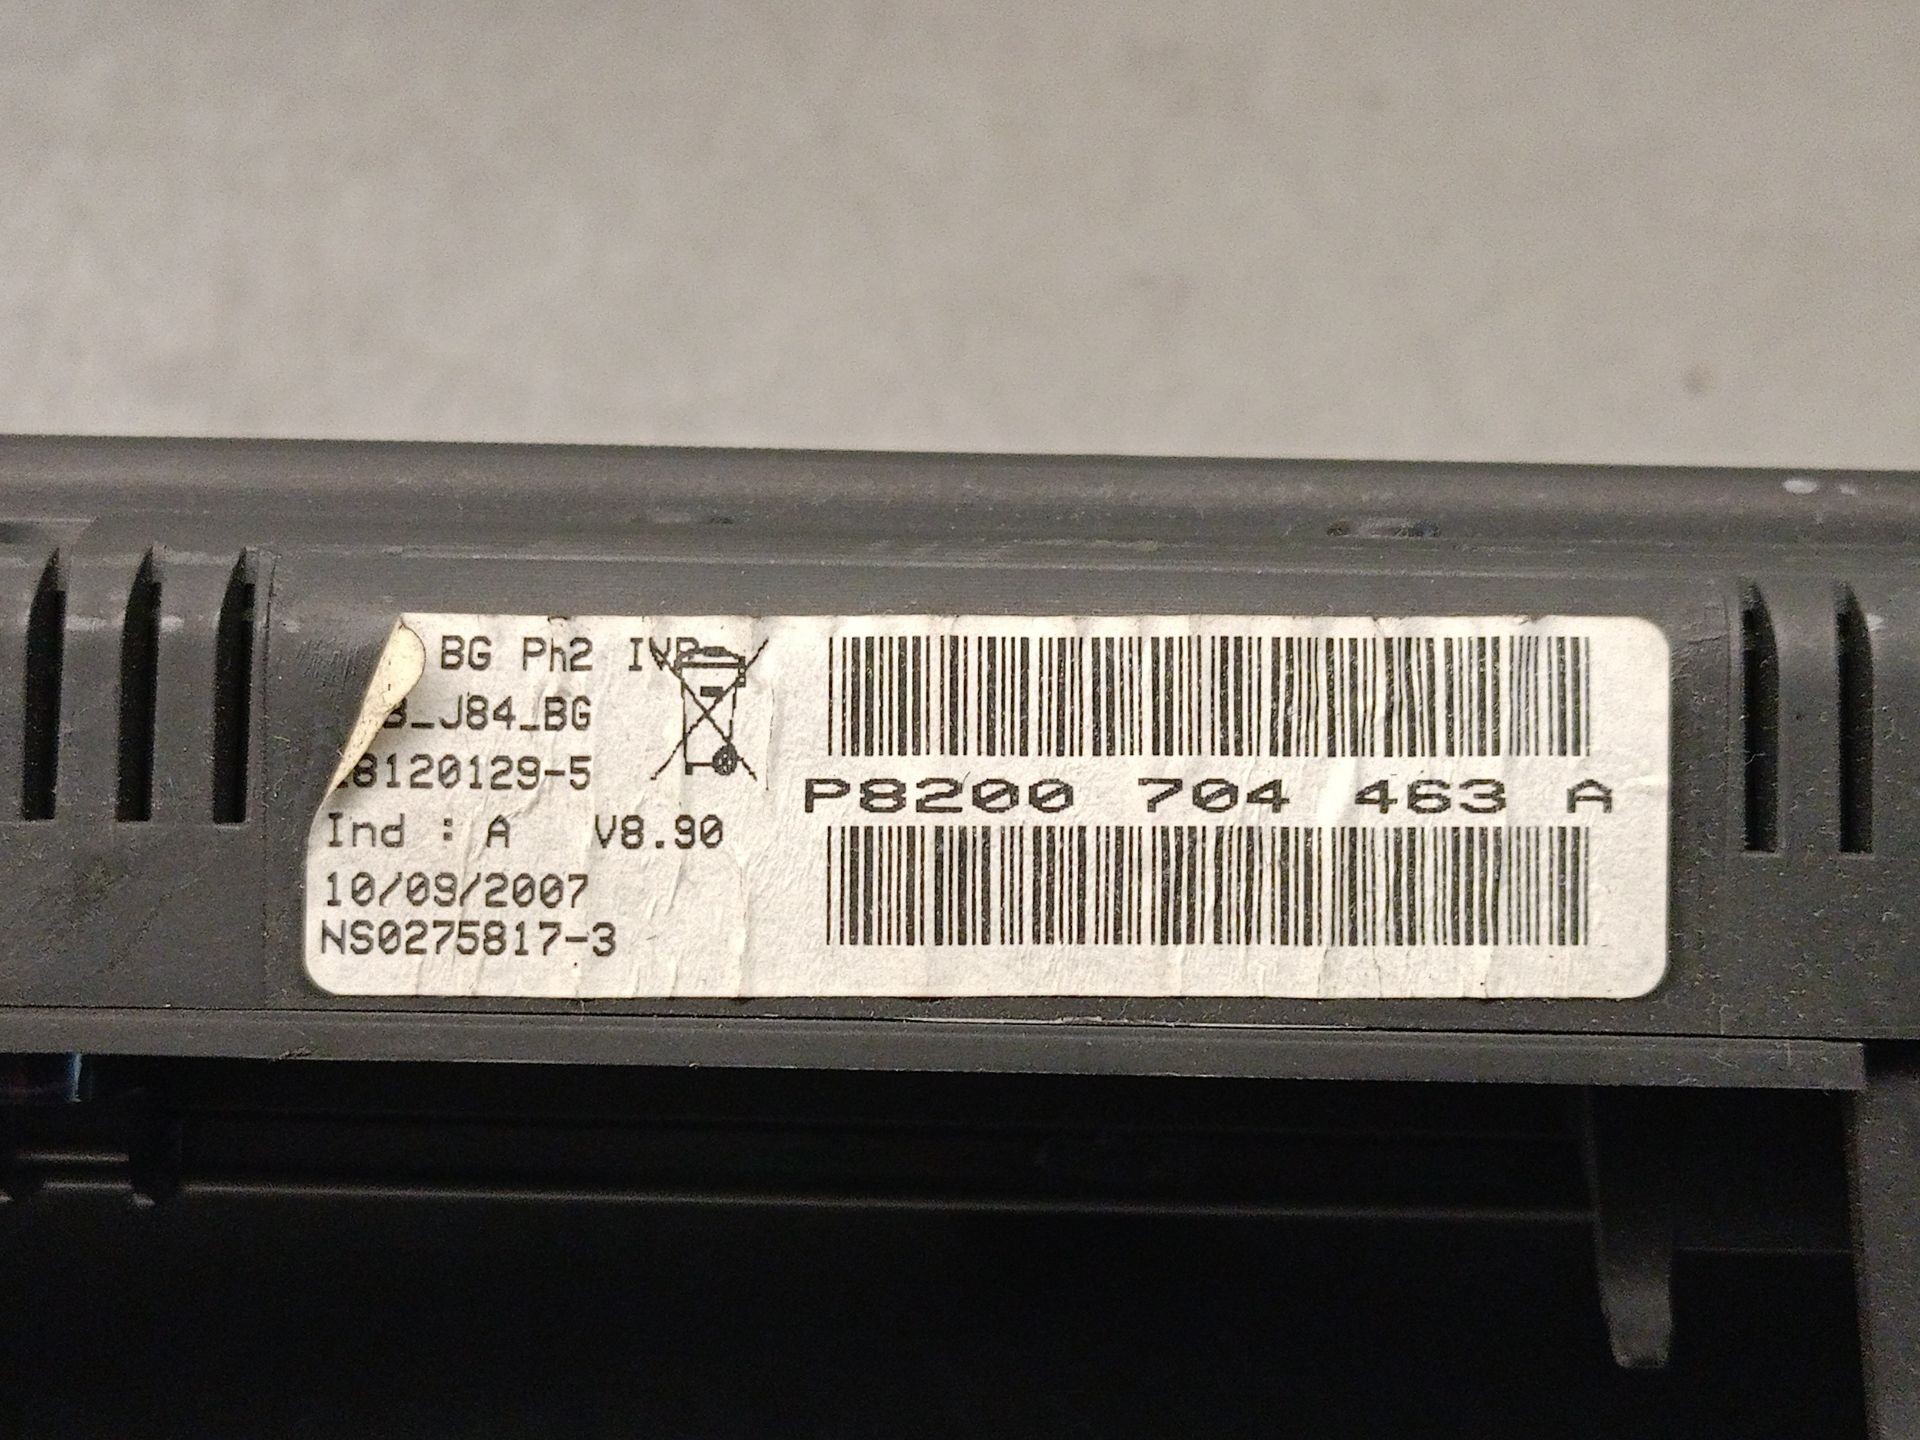 BG Ph2 IVP
B_J84_BG
8120129-5
Ind : A V8.90
10/09/2007
NS0275817-3
P8200 704 463 A